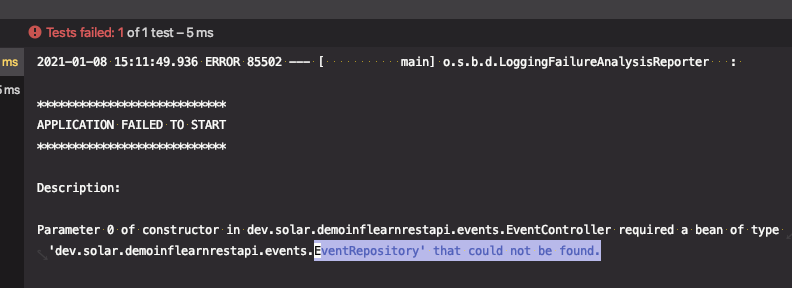 Tests failed: 1 of 1 test – 5 ms
ms
2021-01-08 15:11:49.936 ERROR 85502 --- [           main] o.s.b.d.LoggingFailureAnalysisReporter   :
5 ms
***************************
APPLICATION FAILED TO START
***************************
Description:
Parameter 0 of constructor in dev.solar.demoinflearnrestapi.events.EventController required a bean of type
'dev.solar.demoinflearnrestapi.events.EventRepository' that could not be found.